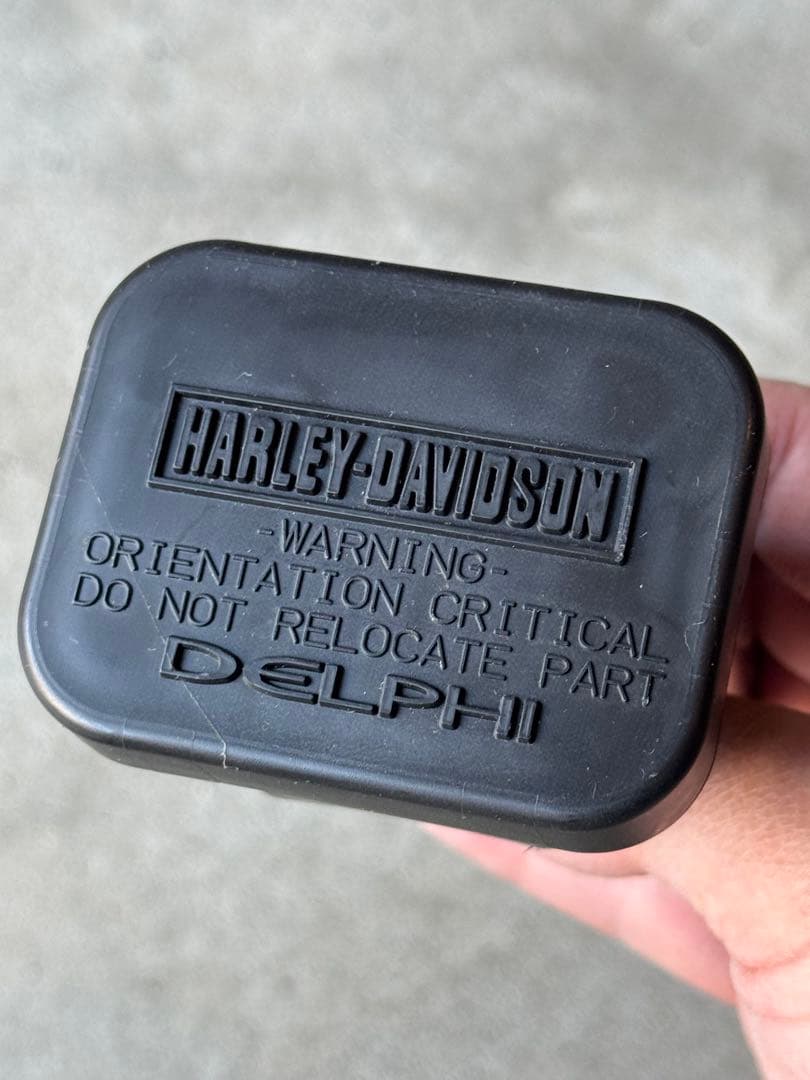 HARLEY-DAVIDSON
-WARNING-
ORIENTATION CRITICAL
DO NOT RELOCATE PART
DELPHI